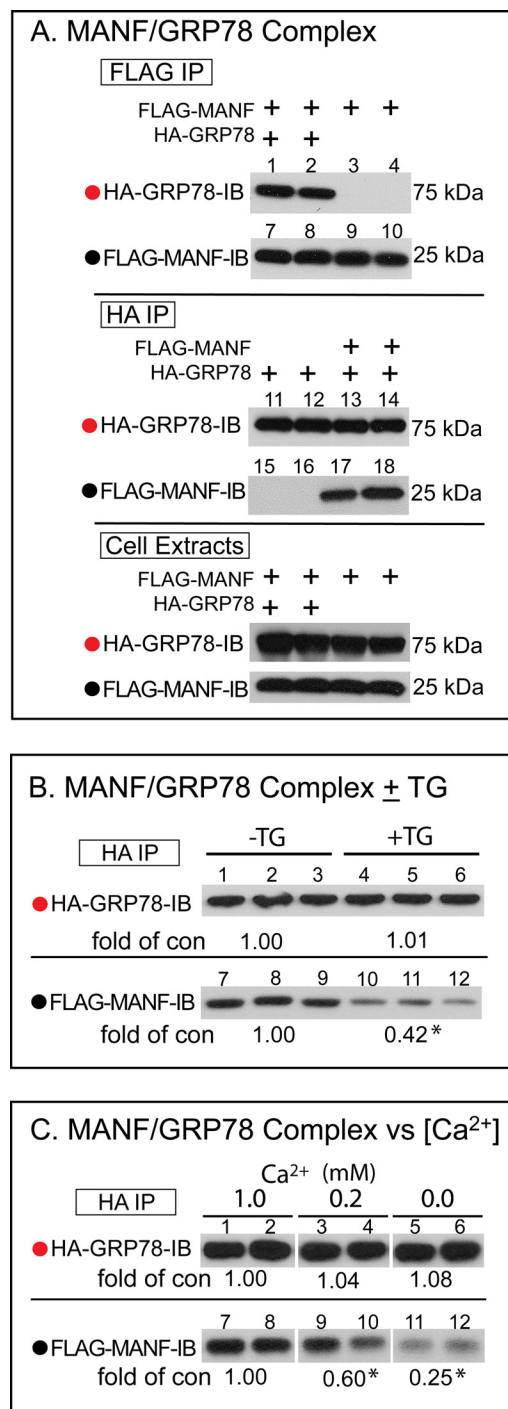 A. MANF/GRP78 Complex
FLAG IP
FLAG-MANF + + + +
HA-GRP78 + +
1 2 3 4
HA-GRP78-IB 75 kDa
7 8 9 10
FLAG-MANF-IB 25 kDa
HA IP
FLAG-MANF + +
HA-GRP78 + + + +
11 12 13 14
HA-GRP78-IB 75 kDa
15 16 17 18
FLAG-MANF-IB 25 kDa
Cell Extracts
FLAG-MANF + + + +
HA-GRP78 + +
HA-GRP78-IB 75 kDa
FLAG-MANF-IB 25 kDa
B. MANF/GRP78 Complex ± TG
-TG +TG
HA IP
1 2 3 4 5 6
HA-GRP78-IB
fold of con 1.00 1.01
7 8 9 10 11 12
FLAG-MANF-IB
fold of con 1.00 0.42*
C. MANF/GRP78 Complex vs [Ca²⁺]
Ca²⁺ (mM)
HA IP 1.0 0.2 0.0
1 2 3 4 5 6
HA-GRP78-IB
fold of con 1.00 1.04 1.08
7 8 9 10 11 12
FLAG-MANF-IB
fold of con 1.00 0.60* 0.25*